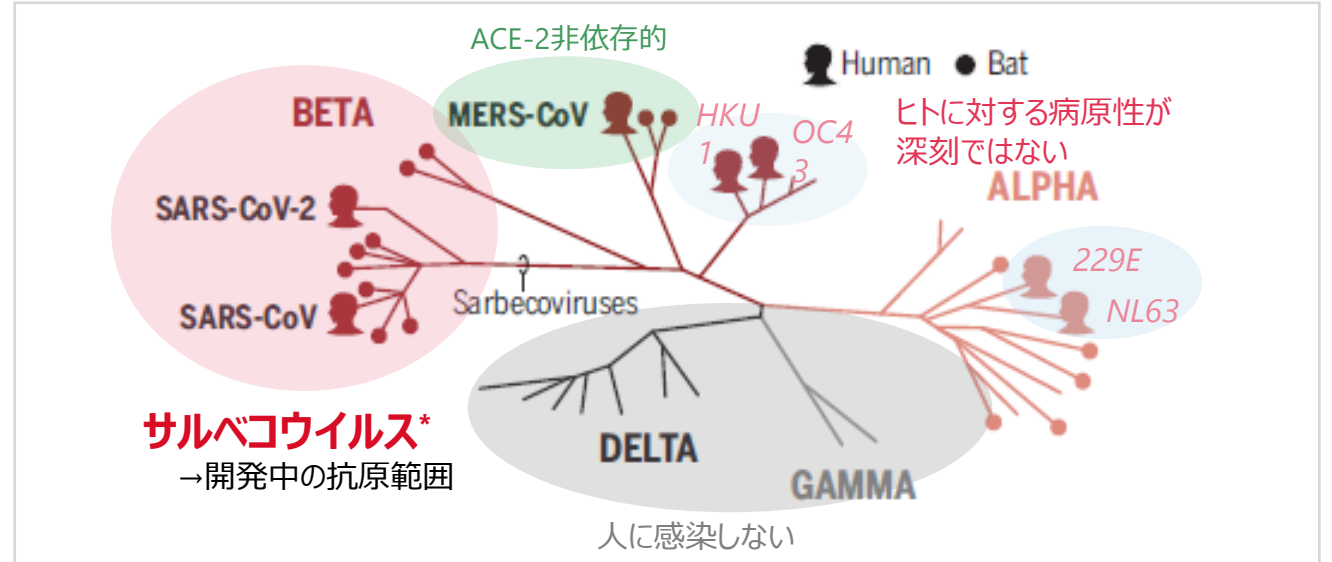 ACE-2非依存的
Human
Bat
BETA
MERS-CoV
HKU
1
OC4
3
ヒトに対する病原性が
深刻ではない
ALPHA
SARS-CoV-2
229E
NL63
Sarbecoviruses
SARS-CoV
サルベコウイルス*
→開発中の抗原範囲
DELTA
GAMMA
人に感染しない